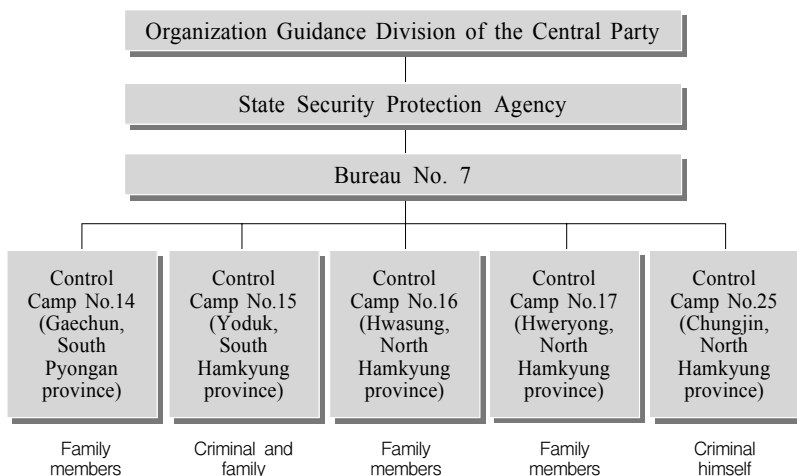 Organization Guidance Division of the Central Party
State Security Protection Agency
Bureau No. 7
Control
Camp No.14
(Gaechun,
South
Pyongan
province)
Control
Camp No.15
(Yoduk,
South
Hamkyung
province)
Control
Camp No.16
(Hwasung,
North
Hamkyung
province)
Control
Camp No.17
(Hweryong,
North
Hamkyung
province)
Control
Camp No.25
(Chungjin,
North
Hamkyung
province)
Family
members
Criminal and
family
Family
members
Family
members
Criminal
himself